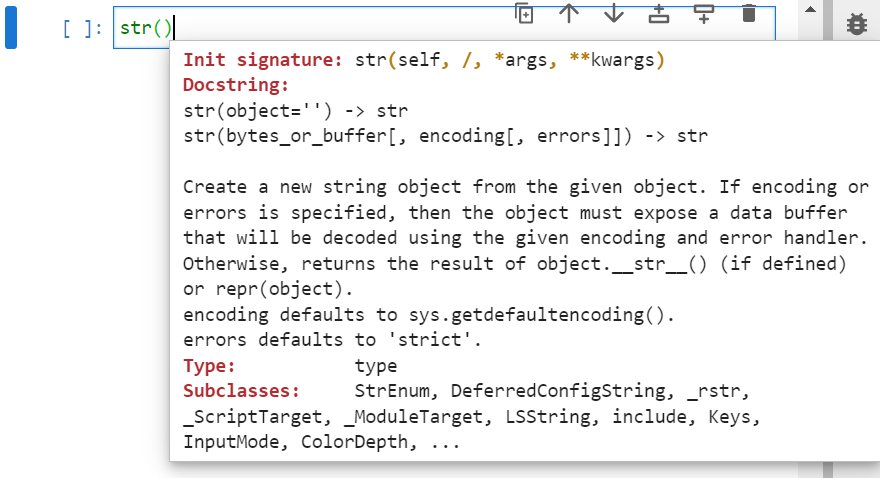 [ ]: str()
Init signature: str(self, /, *args, **kwargs)
Docstring:
str(object='') -> str
str(bytes_or_buffer[, encoding[, errors]]) -> str
Create a new string object from the given object. If encoding or
errors is specified, then the object must expose a data buffer
that will be decoded using the given encoding and error handler.
Otherwise, returns the result of object.__str__() (if defined)
or repr(object).
encoding defaults to sys.getdefaultencoding().
errors defaults to 'strict'.
Type: type
Subclasses: StrEnum, DeferredConfigString, _rstr,
_ScriptTarget, _ModuleTarget, LSString, include, Keys,
InputMode, ColorDepth, ...